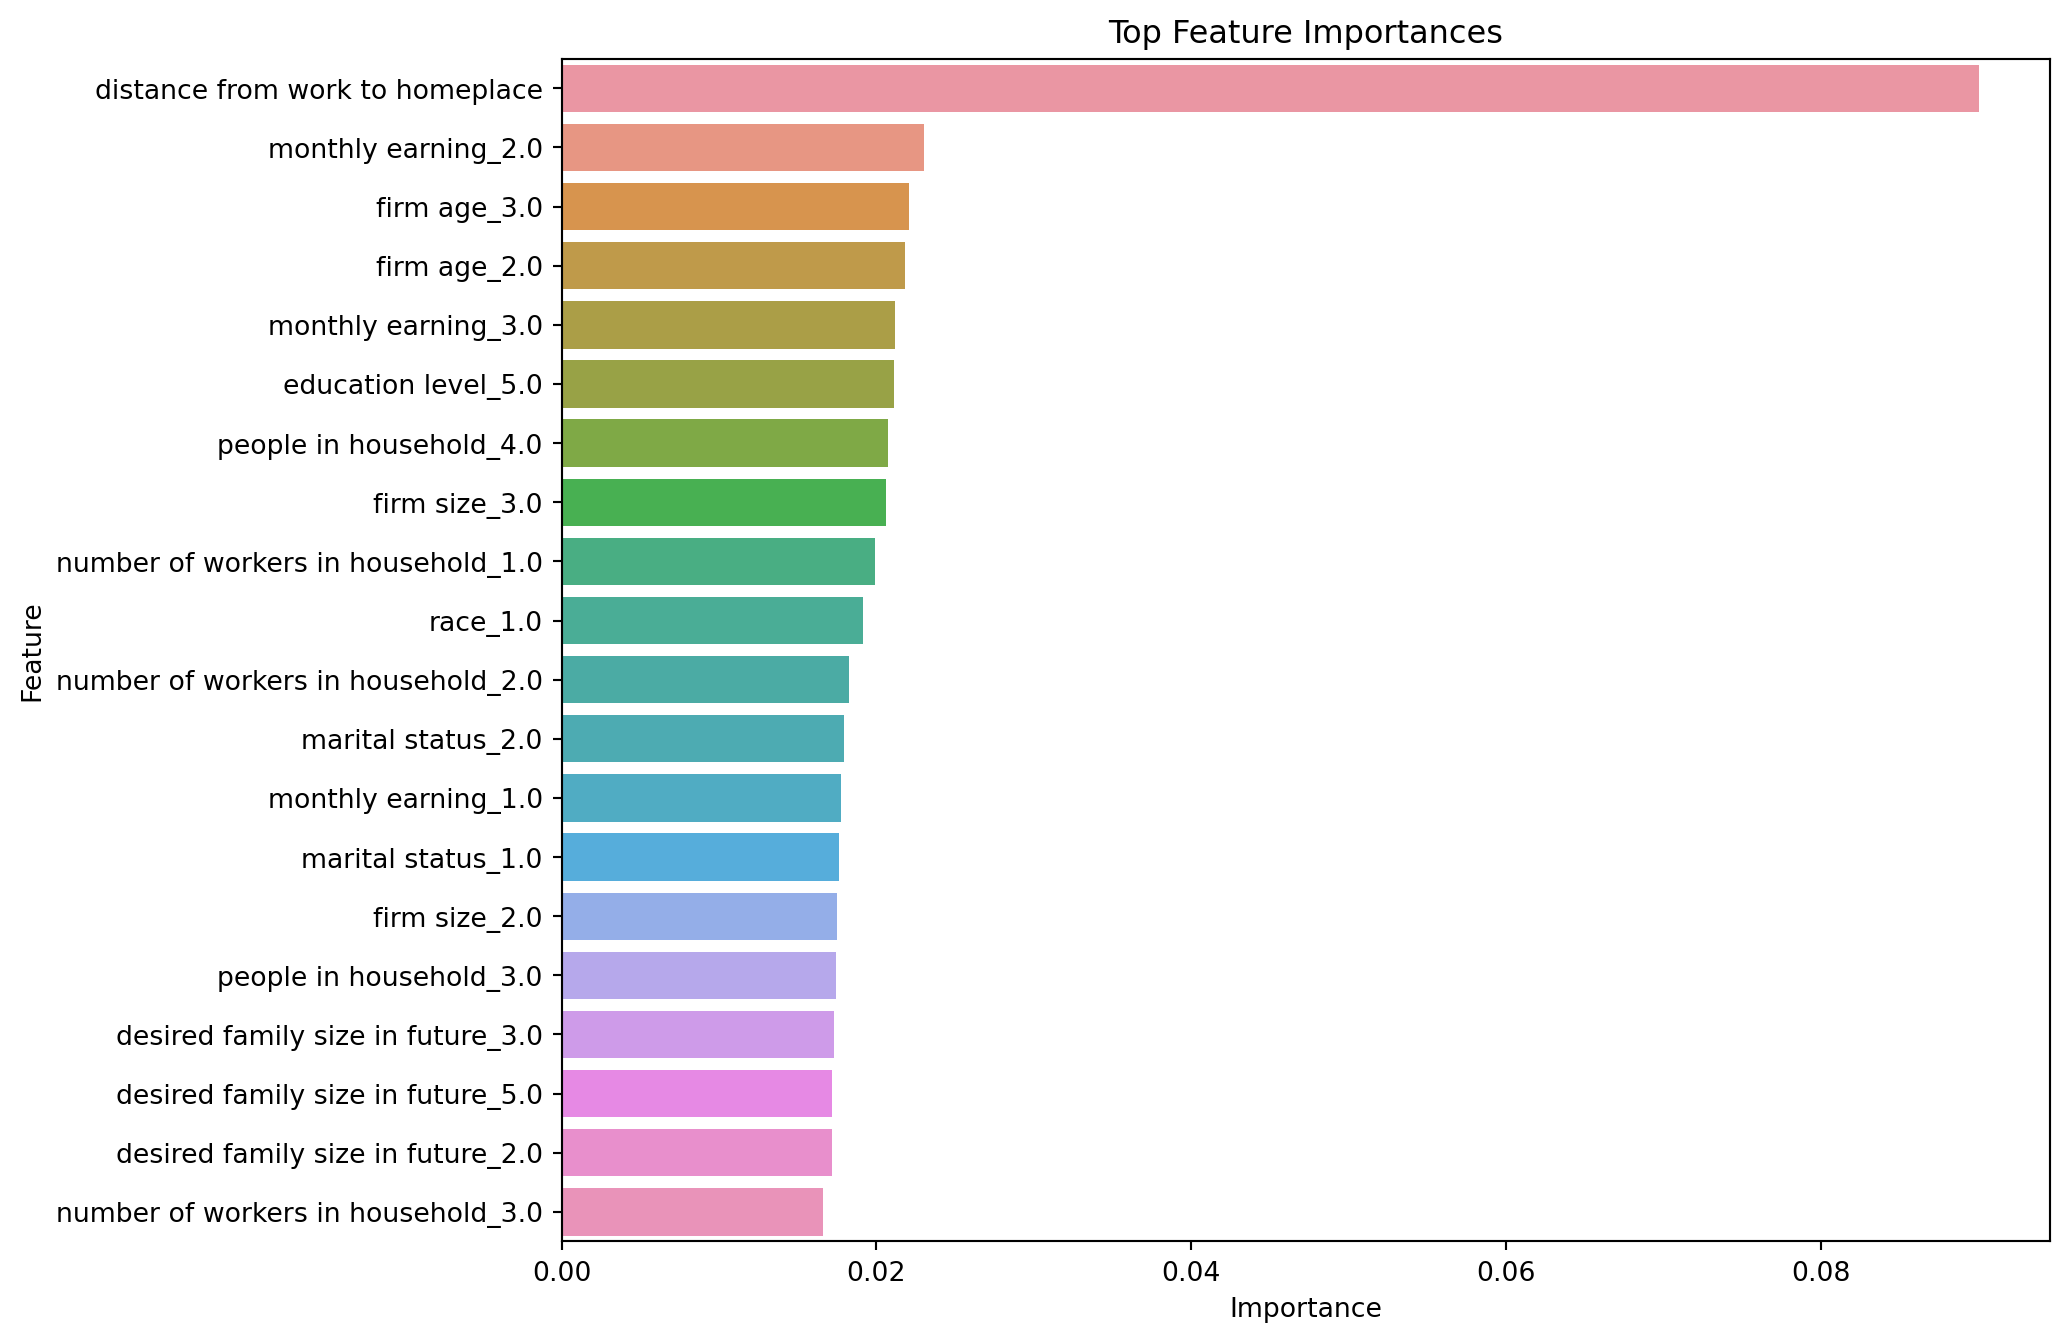 Top Feature Importances
distance from work to homeplace
monthly earning_2.0
firm age_3.0
firm age_2.0
monthly earning_3.0
education level_5.0
people in household_4.0
firm size_3.0
number of workers in household_1.0
race_1.0
number of workers in household_2.0
marital status_2.0
monthly earning_1.0
marital status_1.0
firm size_2.0
people in household_3.0
desired family size in future_3.0
desired family size in future_5.0
desired family size in future_2.0
number of workers in household_3.0
Feature
0.00 0.02 0.04 0.06 0.08
Importance